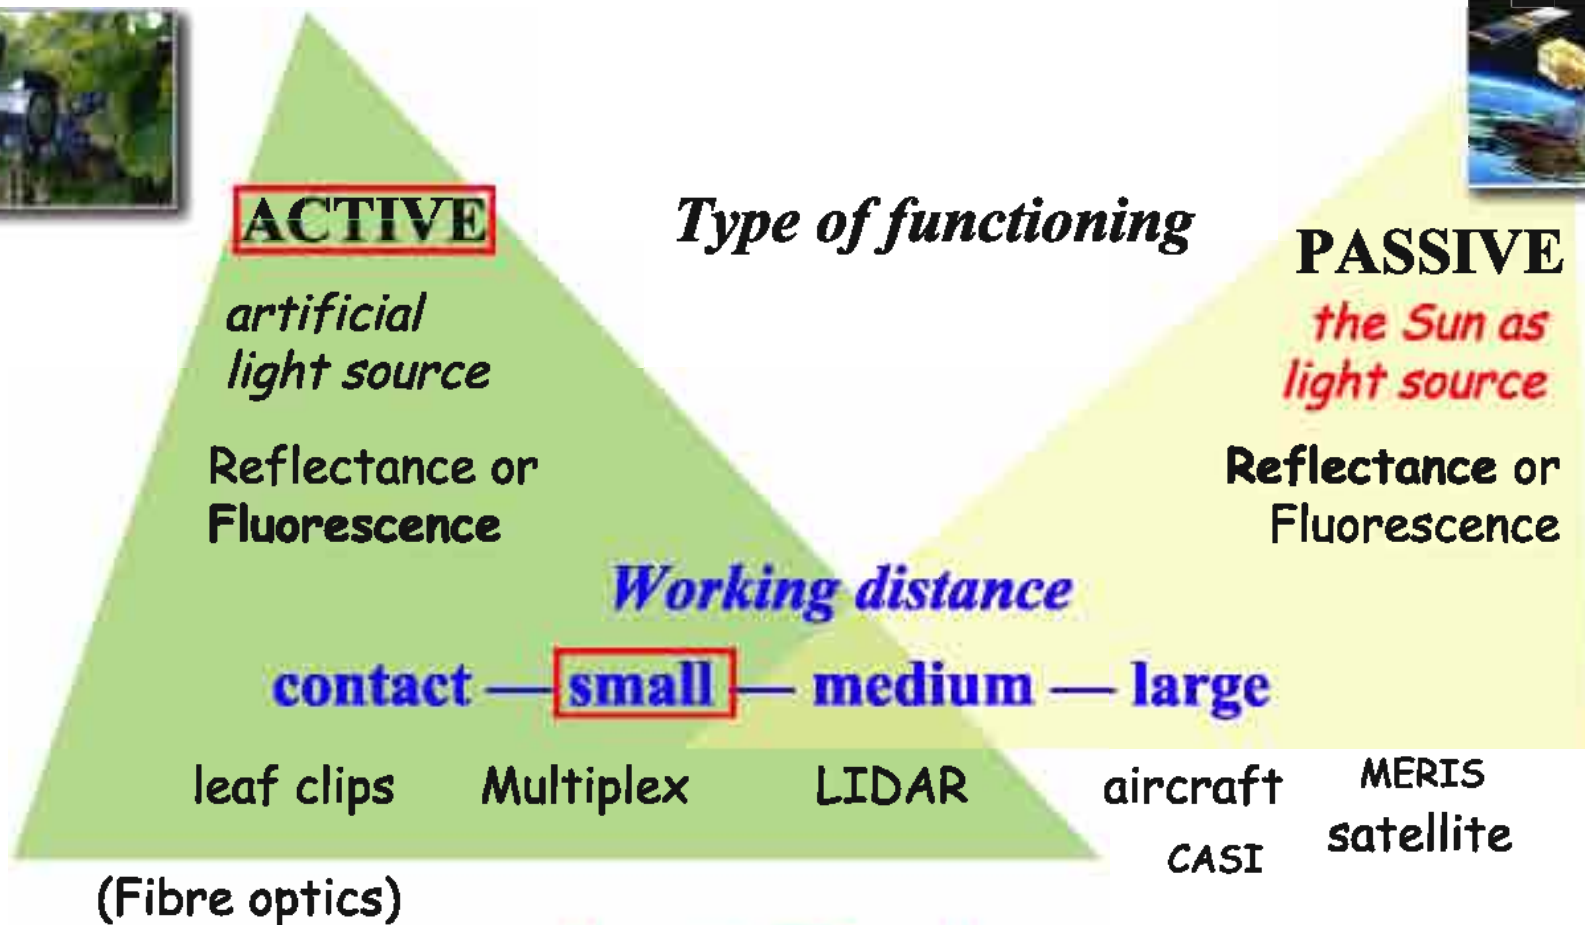 ACTIVE
Type of functioning
PASSIVE
artificial
light source
the Sun as
light source
Reflectance or
Fluorescence
Reflectance or
Fluorescence
Working distance
contact — small — medium — large
leaf clips Multiplex LIDAR aircraft MERIS
CASI satellite
(Fibre optics)